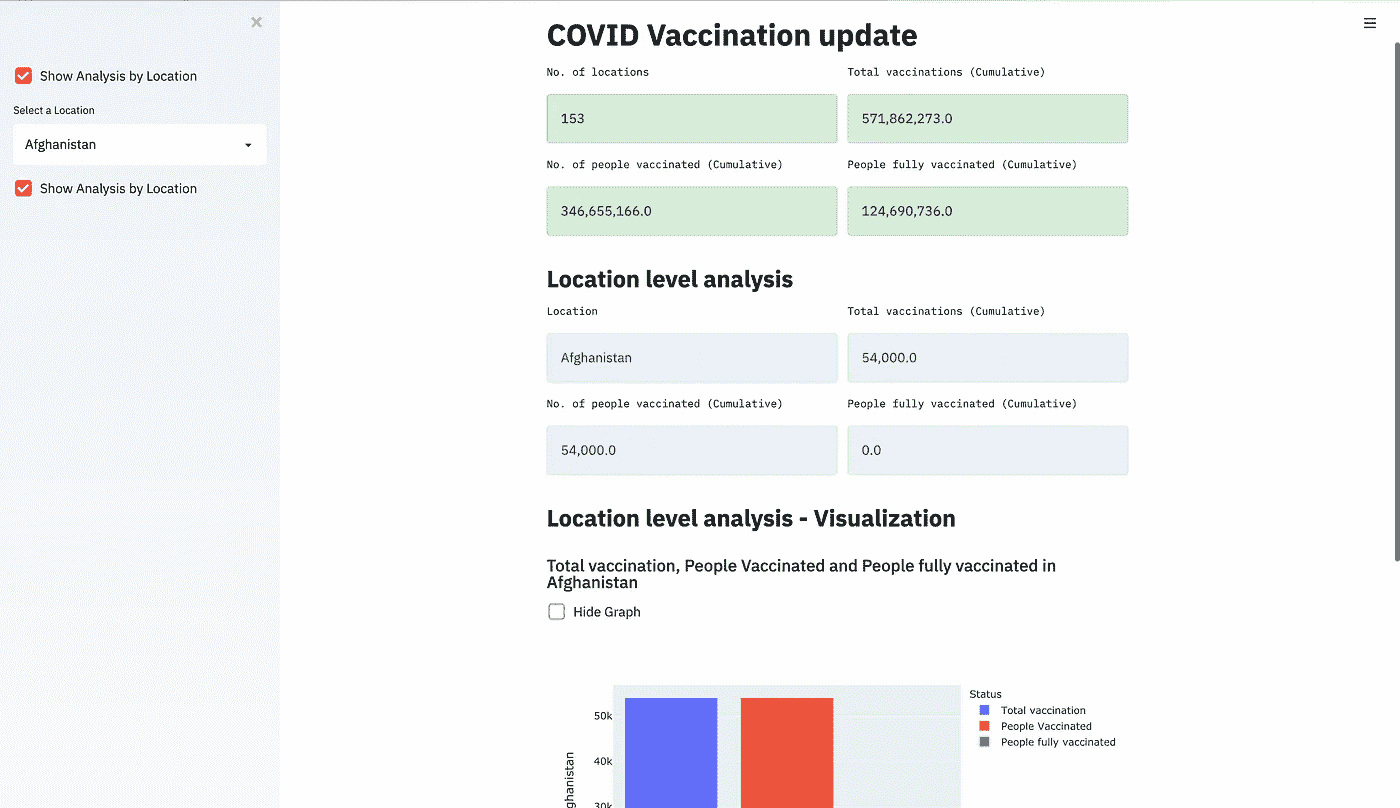 Show Analysis by Location
Select a Location
Afghanistan
Show Analysis by Location
COVID Vaccination update
No. of locations
Total vaccinations (Cumulative)
153
571,862,273.0
No. of people vaccinated (Cumulative)
People fully vaccinated (Cumulative)
346,655,166.0
124,690,736.0
Location level analysis
Location
Total vaccinations (Cumulative)
Afghanistan
54,000.0
No. of people vaccinated (Cumulative)
People fully vaccinated (Cumulative)
54,000.0
0.0
Location level analysis - Visualization
Total vaccination, People Vaccinated and People fully vaccinated in
Afghanistan
Hide Graph
Status
Total vaccination
People Vaccinated
People fully vaccinated
50k
40k
30k